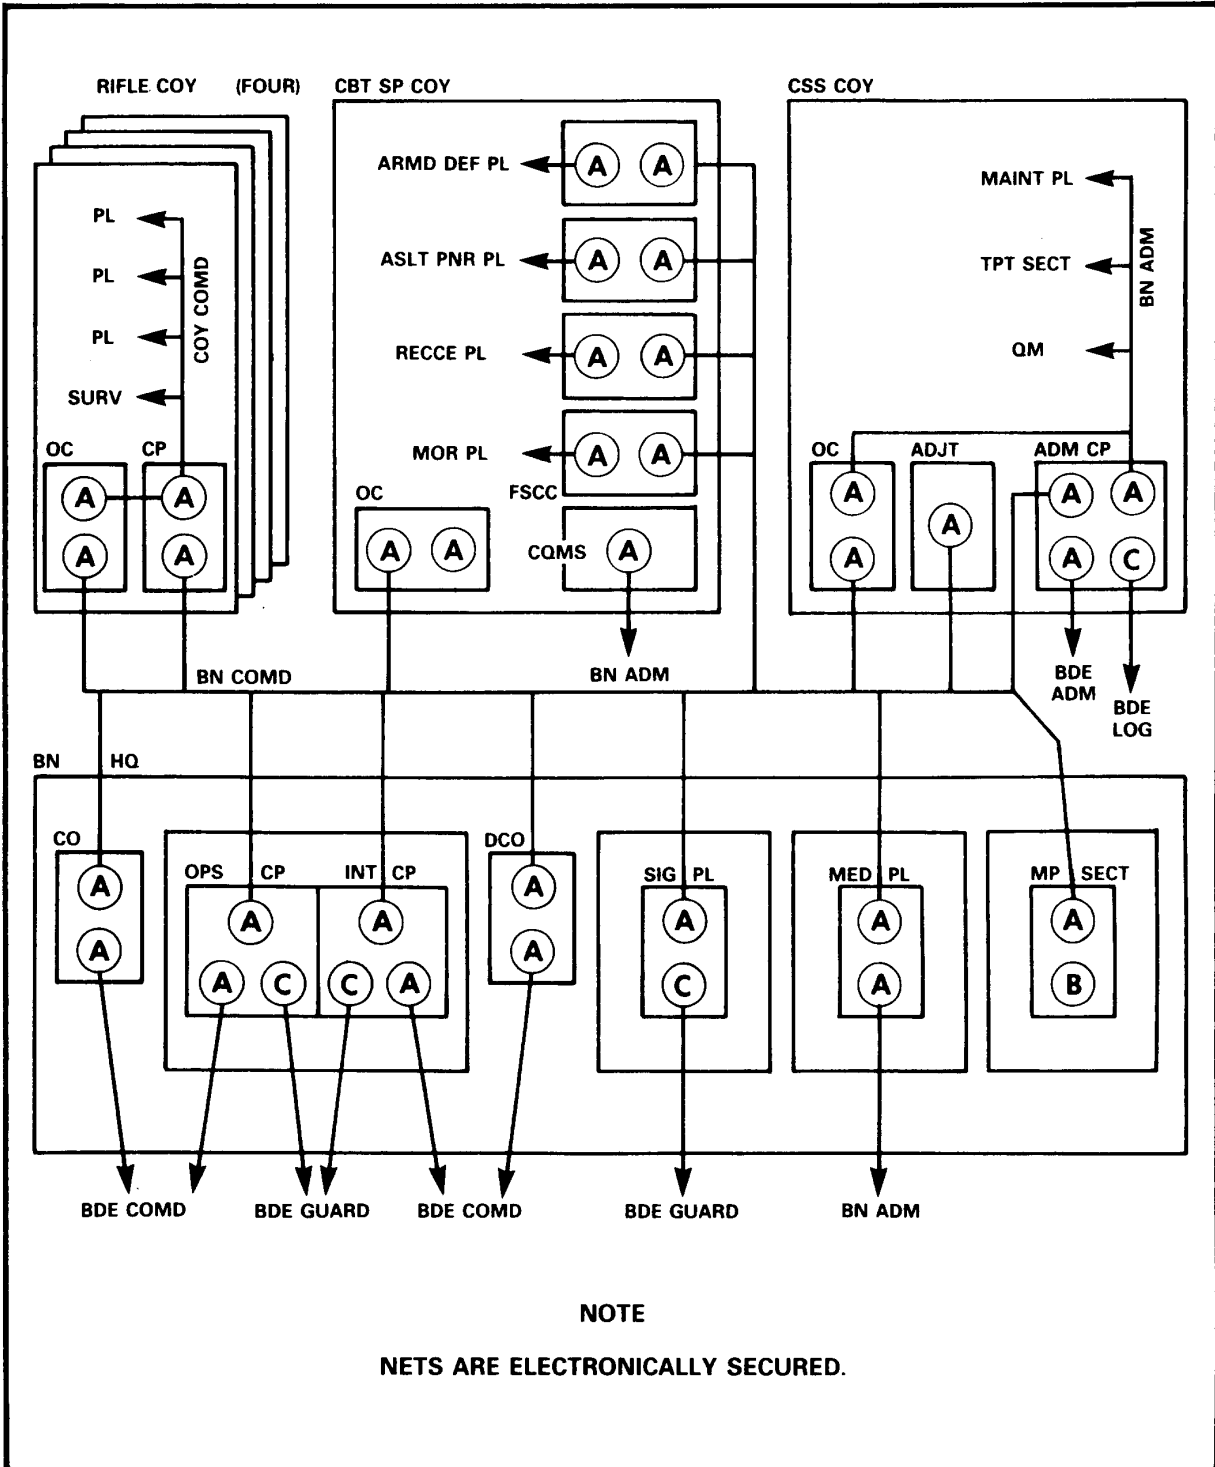 RIFLE COY (FOUR)
CBT SP COY
CSS COY
PL
PL
PL
SURV
COY COMD
OC
CP
A
A
A
A
ARMD DEF PL
A A
ASLT PNR PL
A A
RECCE PL
A A
MOR PL
A A
FSCC
OC
A A
CQMS
A
BN ADM
MAINT PL
TPT SECT
QM
BN ADM
OC
ADJT
ADM CP
A
A
A
A A
A C
BDE
ADM
BDE
LOG
BN COMD
BN HQ
CO
A
A
OPS CP
INT CP
A
A C
A
C A
DCO
A
A
SIG PL
A
C
MED PL
A
A
MP SECT
A
B
BDE COMD
BDE GUARD
BDE COMD
BDE GUARD
BN ADM
NOTE
NETS ARE ELECTRONICALLY SECURED.